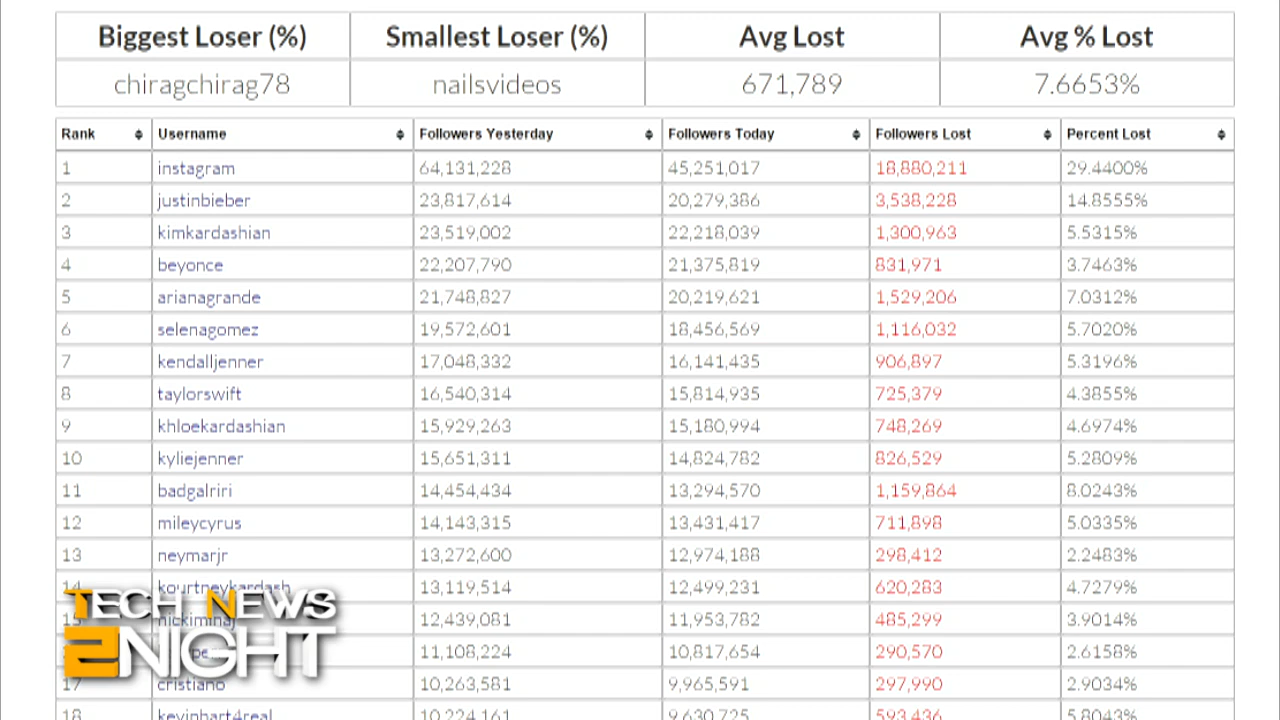 Biggest Loser (%) Smallest Loser (%) Avg Lost Avg % Lost
chiragchirag78 nailsvideos 671,789 7.6653%
Rank Username Followers Yesterday Followers Today Followers Lost Percent Lost
1 instagram 64,131,228 45,251,017 18,880,211 29.4400%
2 justinbieber 23,817,614 20,279,386 3,538,228 14.8555%
3 kimkardashian 23,519,002 22,218,039 1,300,963 5.5315%
4 beyonce 22,207,790 21,375,819 831,971 3.7463%
5 arianagrande 21,748,827 20,219,621 1,529,206 7.0312%
6 selenagomez 19,572,601 18,456,569 1,116,032 5.7020%
7 kendalljenner 17,048,332 16,141,435 906,897 5.3196%
8 taylorswift 16,540,314 15,814,935 725,379 4.3855%
9 khloekardashian 15,929,263 15,180,994 748,269 4.6974%
10 kyliejenner 15,651,311 14,824,782 826,529 5.2809%
11 badgalriri 14,454,434 13,294,570 1,159,864 8.0243%
12 mileycyrus 14,143,315 13,431,417 711,898 5.0335%
13 neymarjr 13,272,600 12,974,188 298,412 2.2483%
14 kourtneykardash 13,119,514 12,499,231 620,283 4.7279%
15 nickiminaj 12,439,081 11,953,782 485,299 3.9014%
11,108,224 10,817,654 290,570 2.6158%
17 cristiano 10,263,581 9,965,591 297,990 2.9034%
18 kevinhart4real 10,224,161 9,630,725 593,436 5.8043%
TECH NEWS
2NIGHT